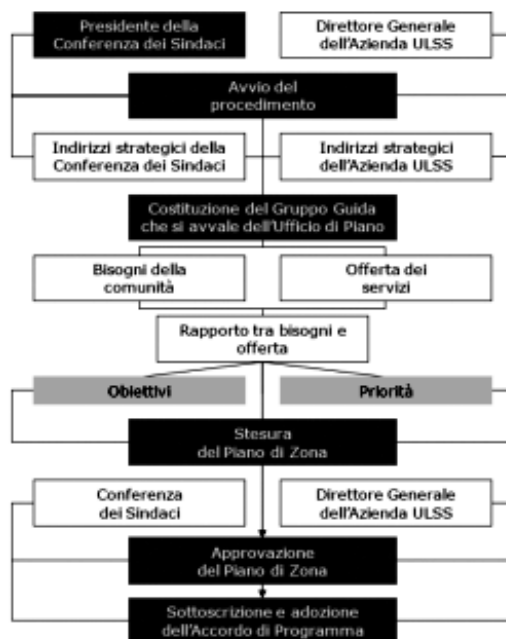 Presidente della
Conferenza dei Sindaci
Direttore Generale
dell'Azienda ULSS
Avvio del
procedimento
Indirizzi strategici della
Conferenza dei Sindaci
Indirizzi strategici
dell'Azienda ULSS
Costituzione del Gruppo Guida
che si avvale dell'Ufficio di Piano
Bisogni della
comunità
Offerta dei
servizi
Rapporto tra bisogni e
offerta
Obiettivi
Priorità
Stesura
del Piano di Zona
Conferenza
dei Sindaci
Direttore Generale
dell'Azienda ULSS
Approvazione
del Piano di Zona
Sottoscrizione e adozione
dell'Accordo di Programma